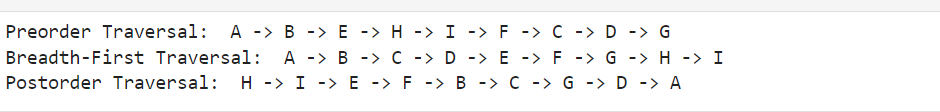 Preorder Traversal:  A -> B -> E -> H -> I -> F -> C -> D -> G
Breadth-First Traversal:  A -> B -> C -> D -> E -> F -> G -> H -> I
Postorder Traversal:  H -> I -> E -> F -> B -> C -> G -> D -> A